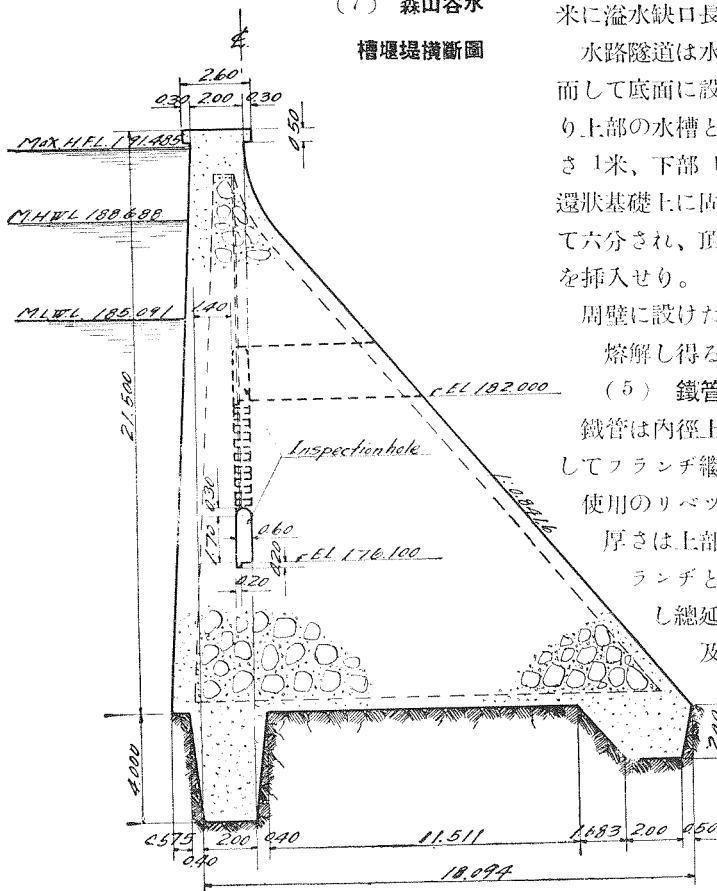 (7) 森山谷水
槽堰堤横斷圖
℄
2.60
0.30 2.00 0.30
0.50
Max. H.F.L. 191.485
M.H.W.L. 188.688
M.L.W.L. 185.091
1.40
21.500
EL 182.000
Inspection hole
1:0.8416
0.30
1.70
0.60
0.20
EL 176.100
0.20
4.000
2.00
0.575 2.00 0.40 11.511 1.683 2.00 0.50
0.40
18.094
米に溢水缺口長
水路隧道は水
而して底面に設
り上部の水槽と
さ 1米、下部 1
還狀基礎上に固
て六分され、頂
を挿入せり。
周壁に設けた
熔解し得る
(5) 鐵管
鐵管は內徑上
してフランヂ繼
使用のリベッ
厚さは上部
ランヂと
し總延
及